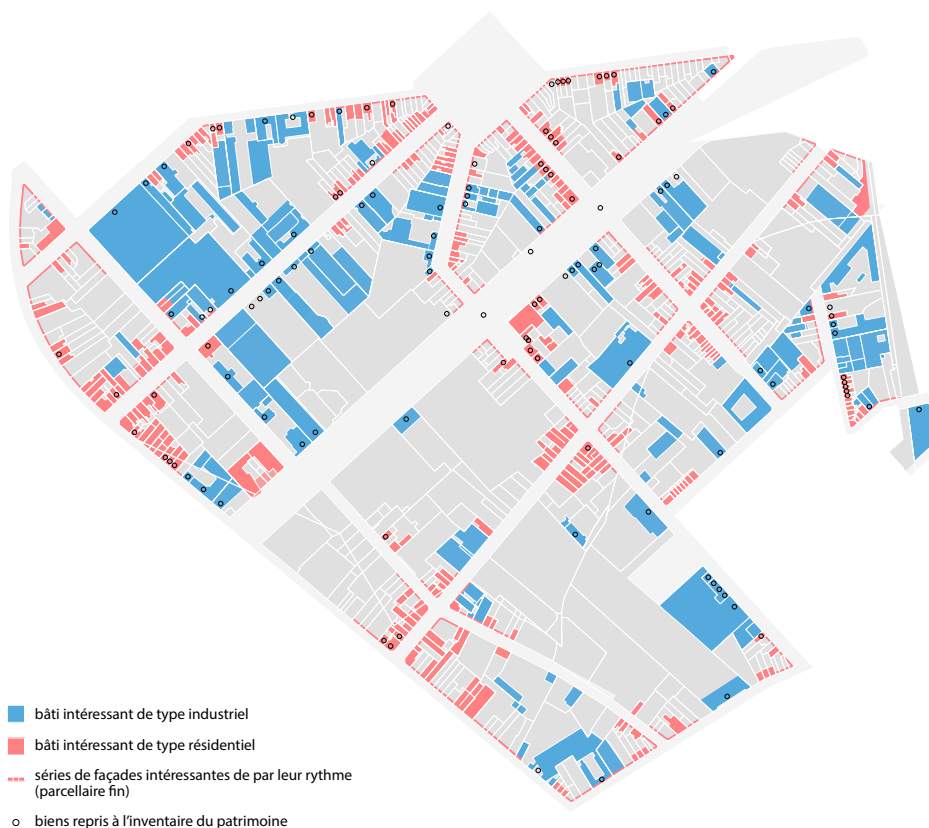 bâti intéressant de type industriel
bâti intéressant de type résidentiel
séries de façades intéressantes de par leur rythme
(parcellaire fin)
biens repris à l'inventaire du patrimoine